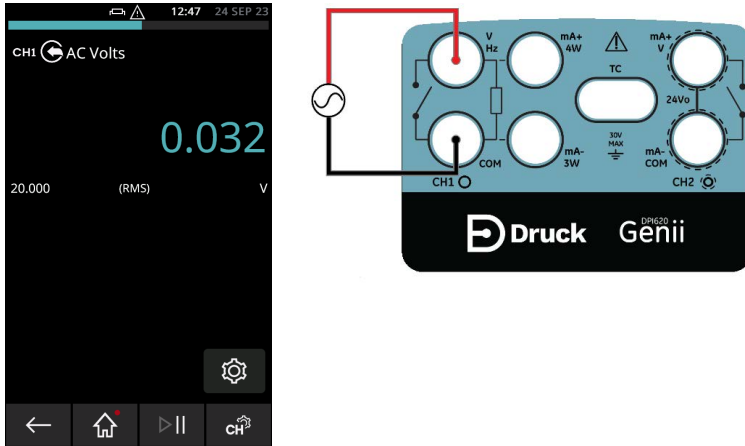 12:47 24 SEP 23
CH1 AC Volts
0.032
20.000 (RMS) V
CH
V
Hz
mA+
4W
mA+
V
TC
24Vo
30V
MAX
COM
mA-
3W
mA-
COM
CH1
CH2
Druck
DPI620
Genii